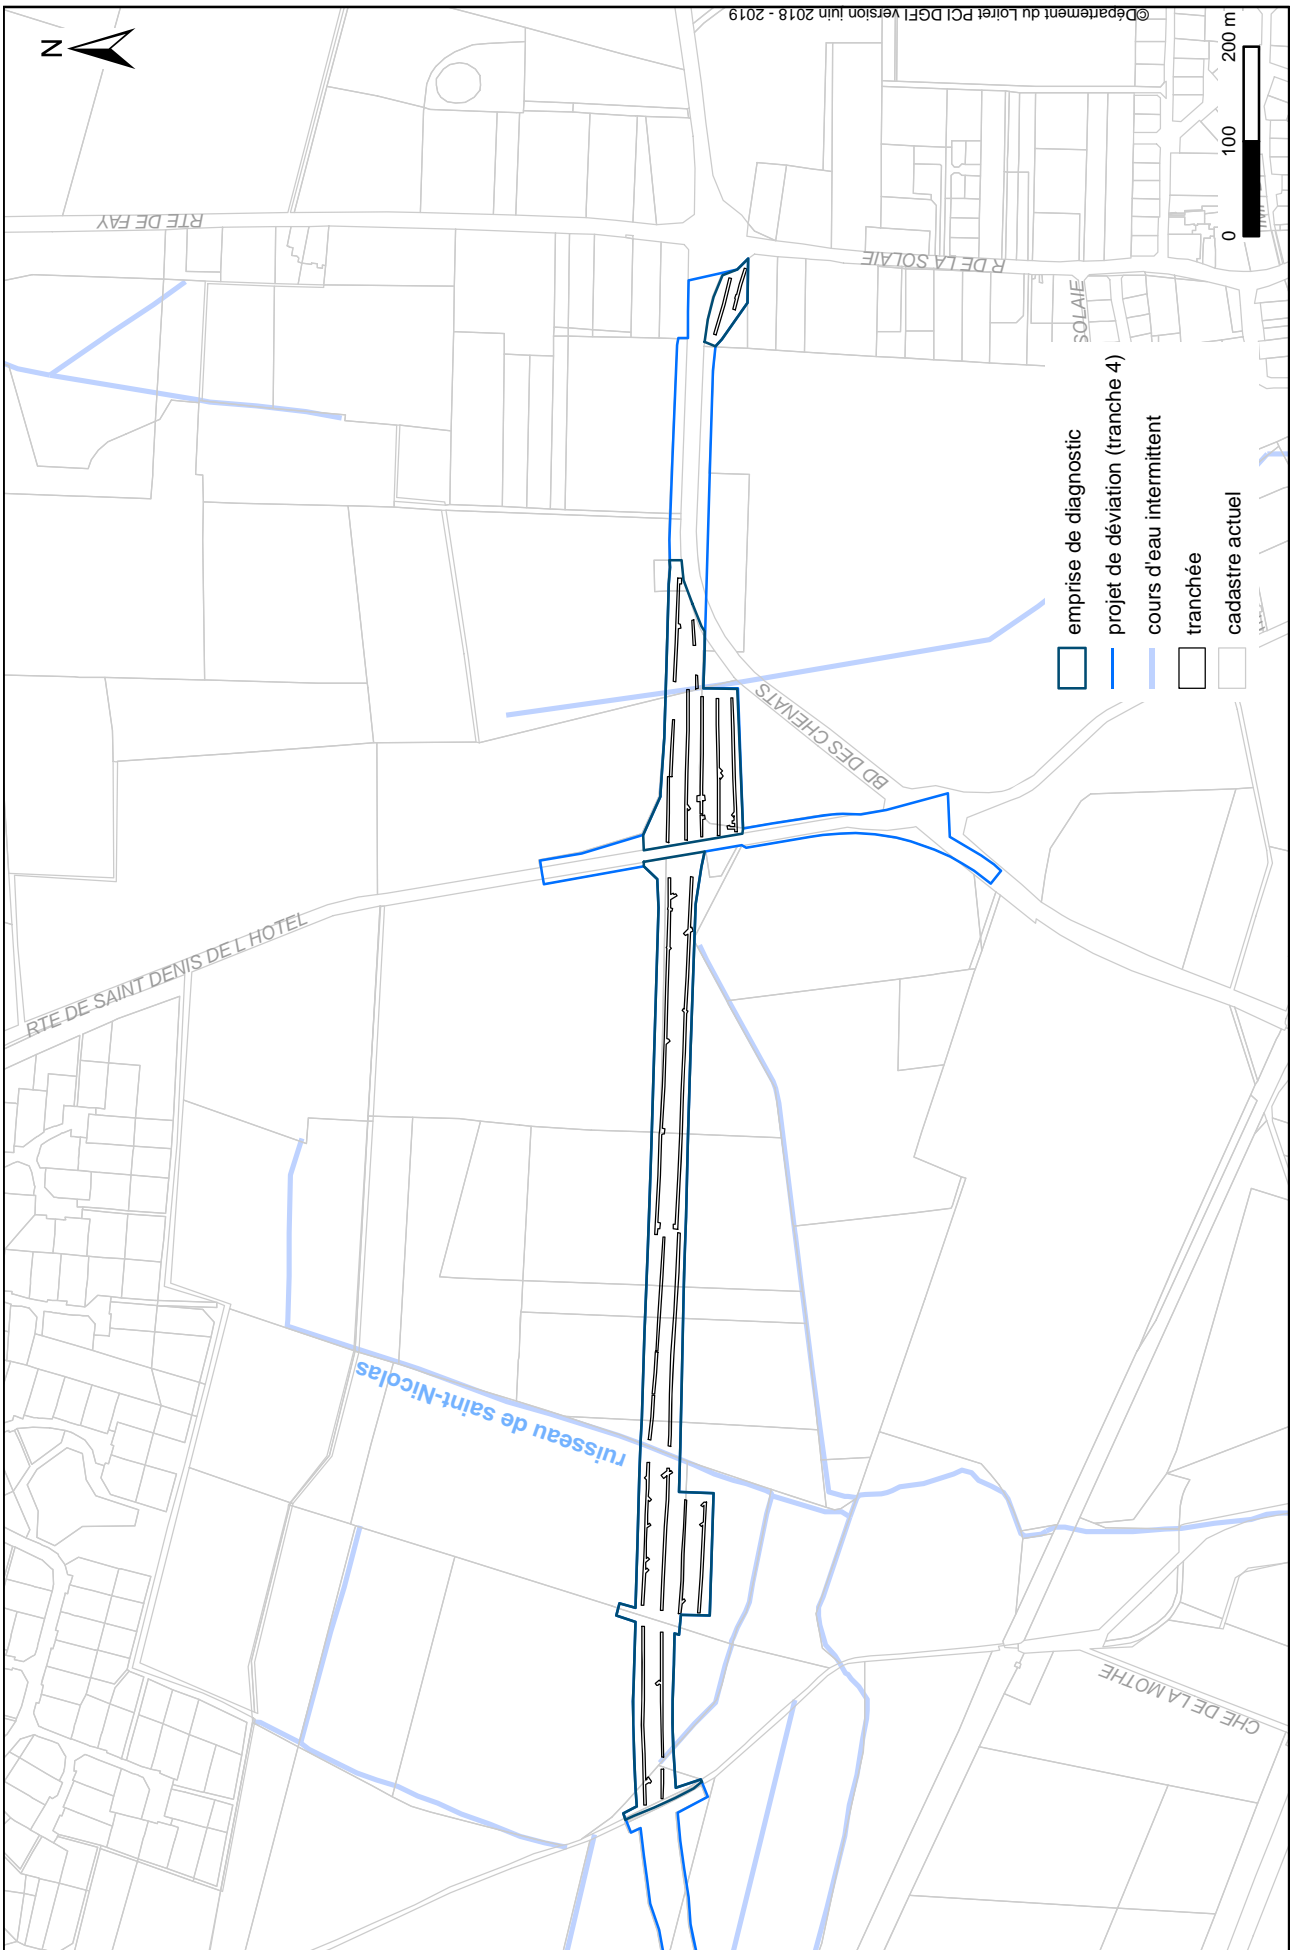 N
©Département du Loiret PCI DGFI version juin 2018 - 2019
RTE DE FAY
R DE LA SOLAIE
SOLAIE
0 100 200 m
RTE DE SAINT DENIS DE L HOTEL
BD DES CHENATS
ruisseau de saint-Nicolas
CHE DE LA MOTHE
emprise de diagnostic
projet de déviation (tranche 4)
cours d'eau intermittent
tranchée
cadastre actuel